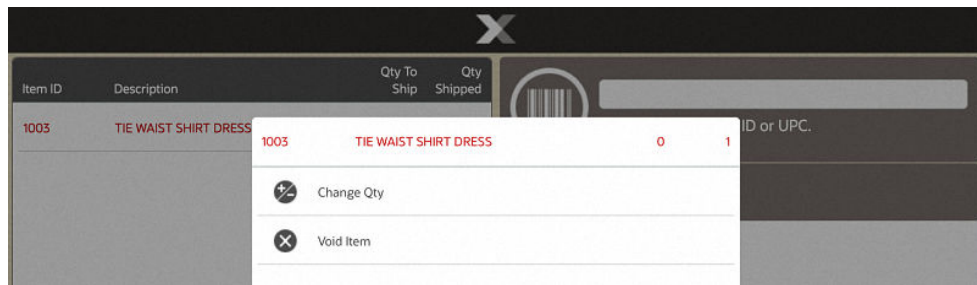 Item ID Description Qty To Ship Qty Shipped
1003 TIE WAIST SHIRT DRESS
ID or UPC.
1003 TIE WAIST SHIRT DRESS 0 1
Change Qty
Void Item